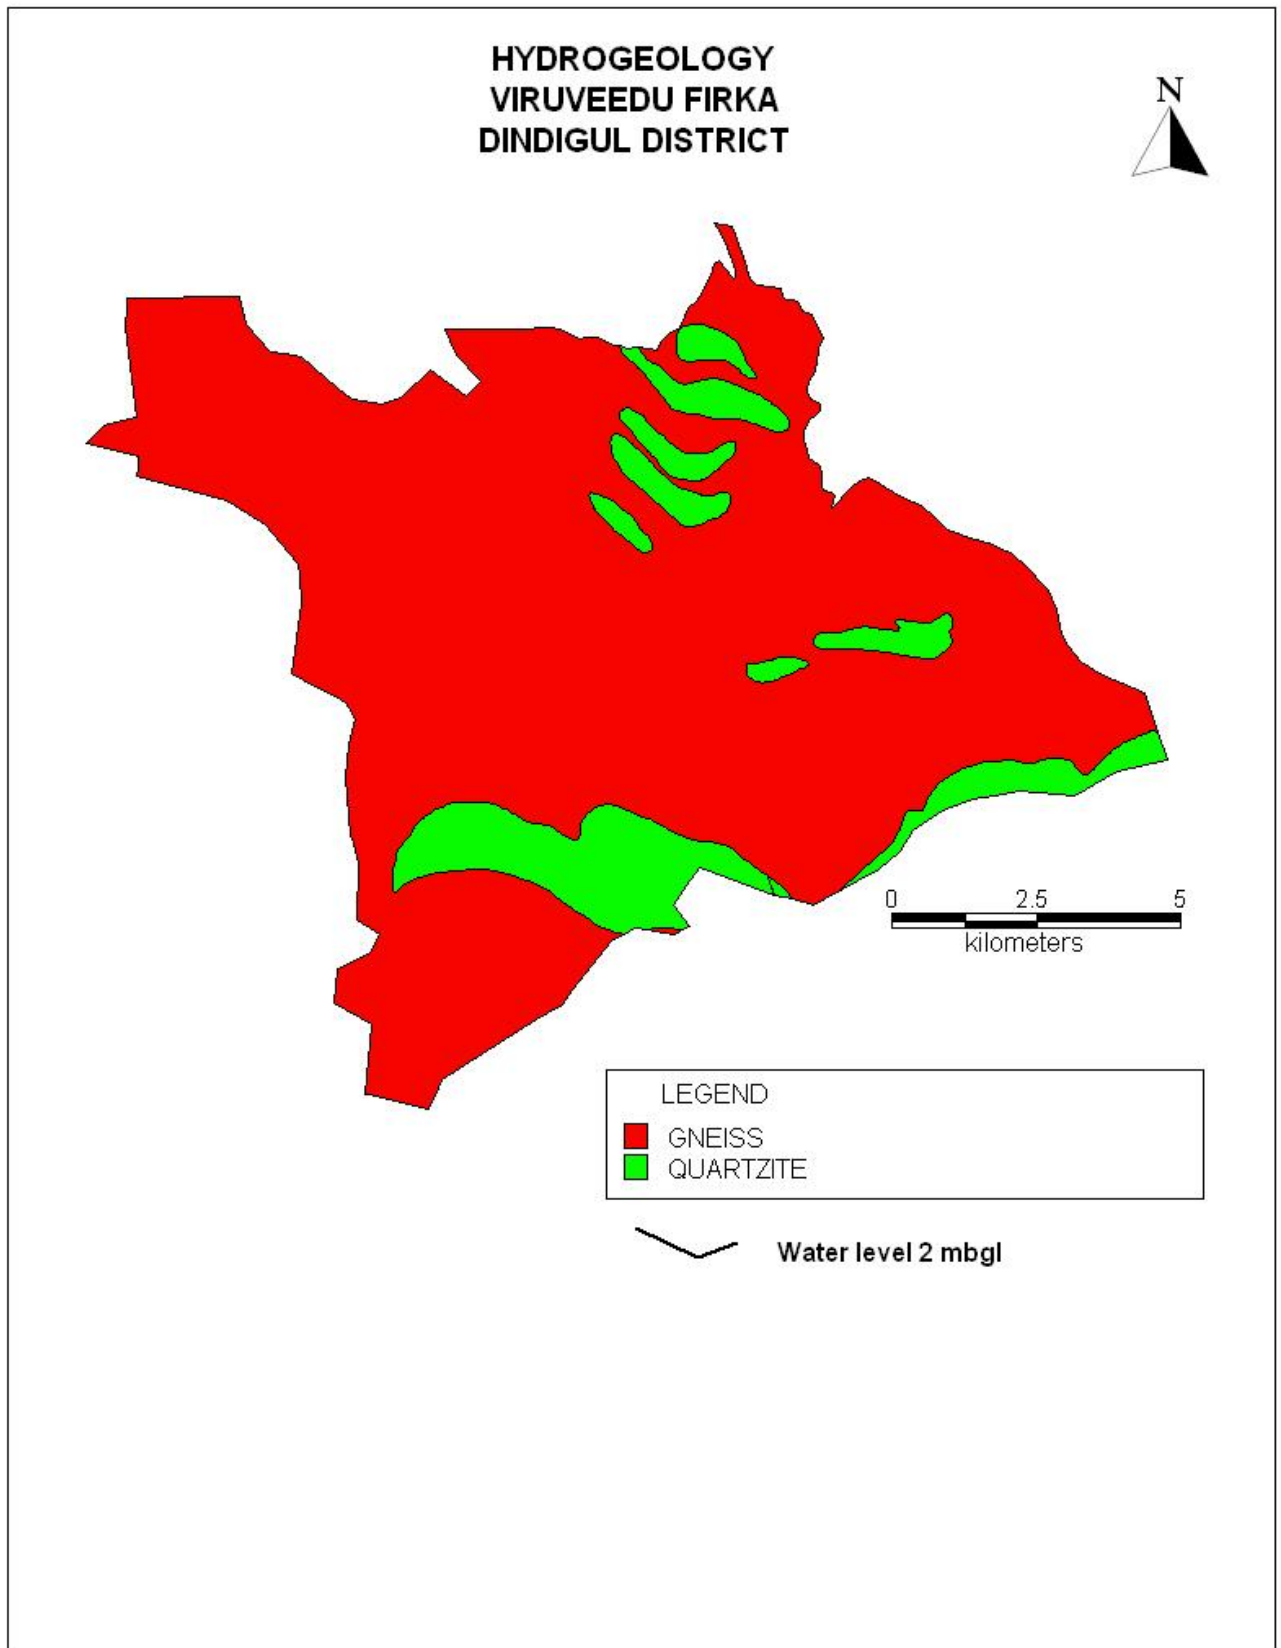 HYDROGEOLOGY
VIRUVEEDU FIRKA
DINDIGUL DISTRICT
N
0 2.5 5
kilometers
LEGEND
GNEISS
QUARTZITE
Water level 2 mbgl